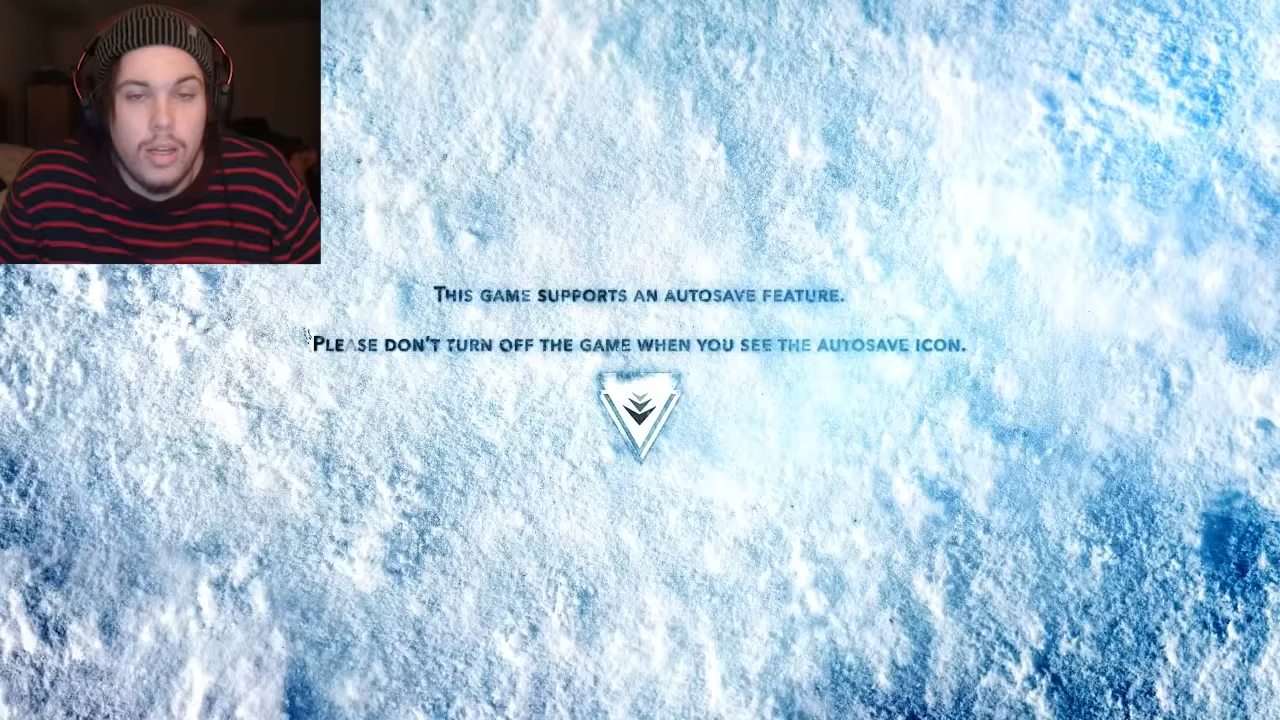 This game supports an autosave feature.
Please don't turn off the game when you see the autosave icon.